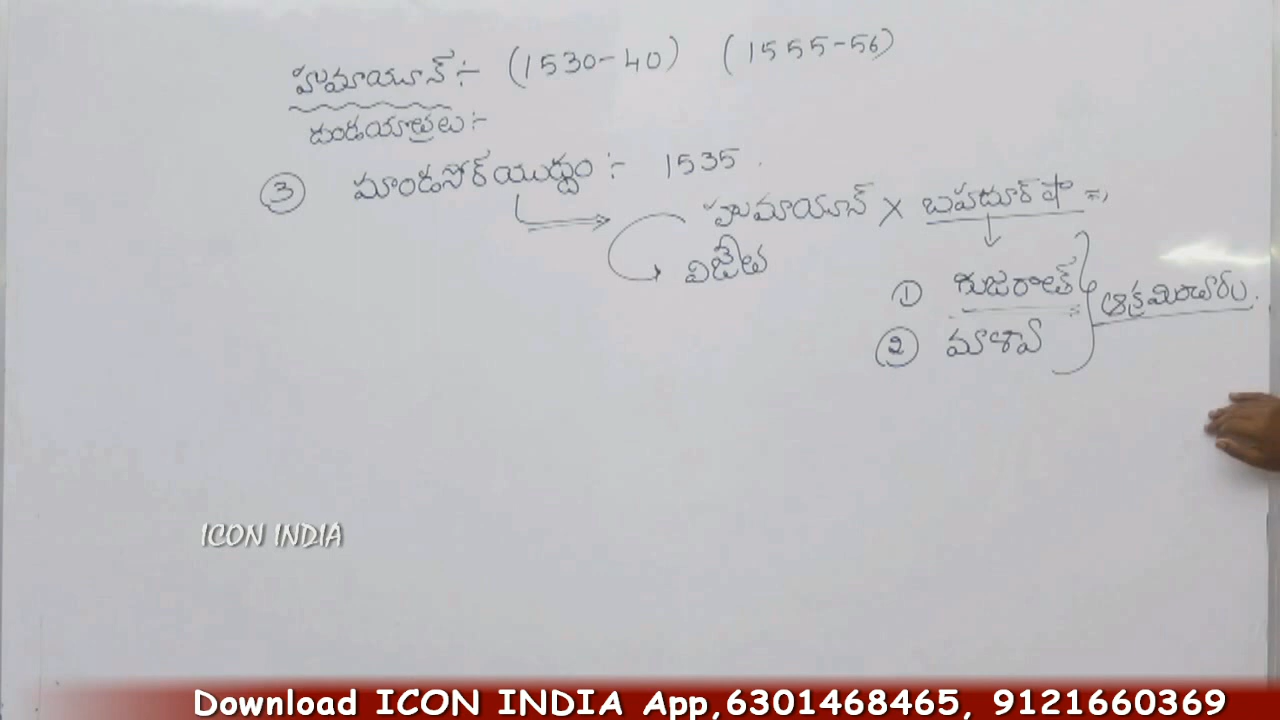 హుమాయూన్ :- (1530-40) (1555-56)
దండయాత్రలు :-
③ మాండసోర్ యుద్ధం :- 1535.
హుమాయూన్ X బహదూర్ షా =,
విజేత
① గుజరాత్
ఆక్రమించారు.
② మాళవ
ICON INDIA
Download ICON INDIA App,6301468465, 9121660369